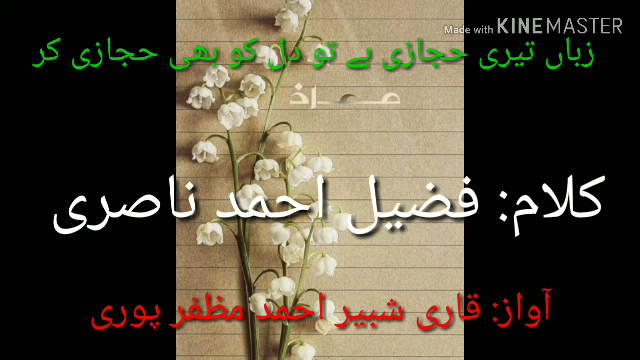 Made with KINEMASTER
زباں تیری حجازی ہے تو دل کو بھی حجازی کر
کلام: فضیل احمد ناصری
آواز: قاری شبیر احمد مظفر پوری